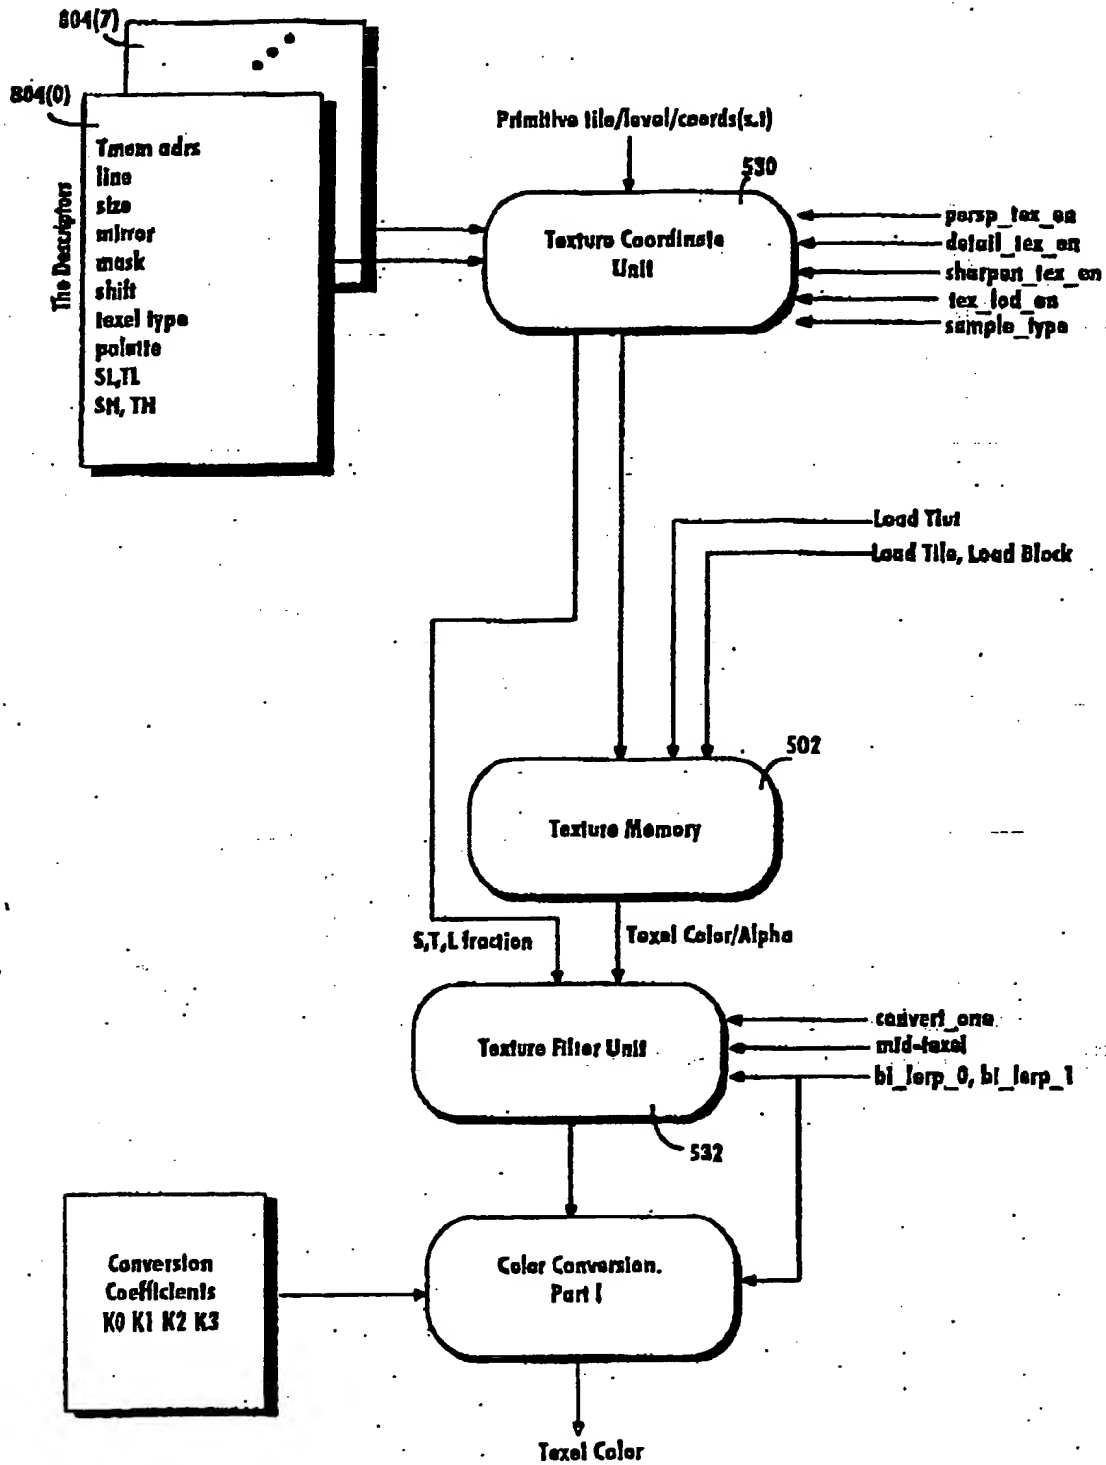 804(7)
804(0)
Tmem adrs
line
size
mirror
mask
shift
texel type
palette
SL,TL
SH, TH
The Descriptors
Primitive tile/level/coords(s.t)
530
Texture Coordinate
Unit
persp_tex_en
detail_tex_en
sharpen_tex_en
tex_lod_en
sample_type
Load Tlut
Load Tile, Load Block
502
Texture Memory
S,T,L fraction
Texel Color/Alpha
Texture Filter Unit
convert_one
mid-texel
bi_lerp_0, bi_lerp_1
532
Conversion
Coefficients
K0 K1 K2 K3
Color Conversion.
Part I
Texel Color